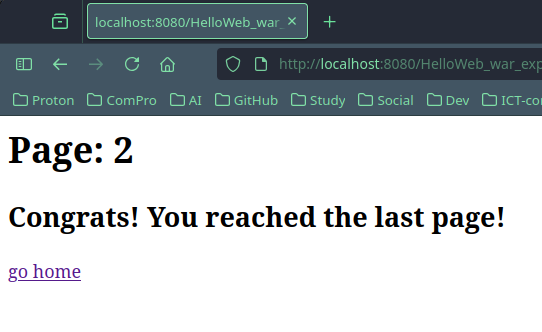 localhost:8080/HelloWeb_war_
http://localhost:8080/HelloWeb_war_exp
Proton ComPro AI GitHub Study Social Dev ICT-co
Page: 2
Congrats! You reached the last page!
go home